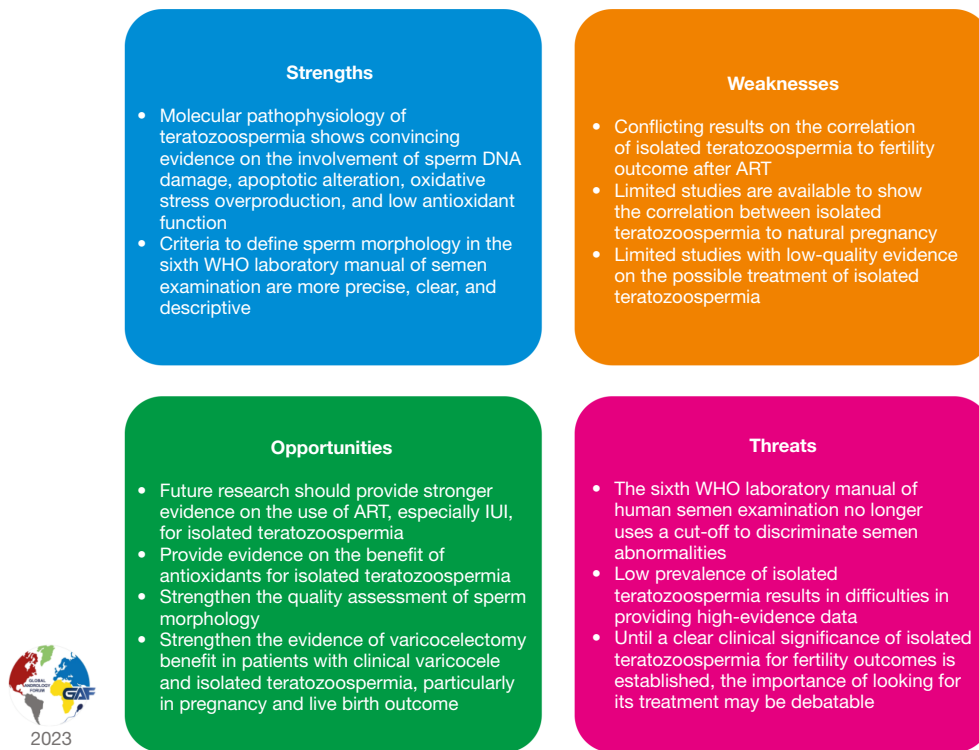 Strengths
• Molecular pathophysiology of
teratozoospermia shows convincing
evidence on the involvement of sperm DNA
damage, apoptotic alteration, oxidative
stress overproduction, and low antioxidant
function
• Criteria to define sperm morphology in the
sixth WHO laboratory manual of semen
examination are more precise, clear, and
descriptive
Weaknesses
• Conflicting results on the correlation
of isolated teratozoospermia to fertility
outcome after ART
• Limited studies are available to show
the correlation between isolated
teratozoospermia to natural pregnancy
• Limited studies with low-quality evidence
on the possible treatment of isolated
teratozoospermia
Opportunities
• Future research should provide stronger
evidence on the use of ART, especially IUI,
for isolated teratozoospermia
• Provide evidence on the benefit of
antioxidants for isolated teratozoospermia
• Strengthen the quality assessment of sperm
morphology
• Strengthen the evidence of varicocelectomy
benefit in patients with clinical varicocele
and isolated teratozoospermia, particularly
in pregnancy and live birth outcome
Threats
• The sixth WHO laboratory manual of
human semen examination no longer
uses a cut-off to discriminate semen
abnormalities
• Low prevalence of isolated
teratozoospermia results in difficulties in
providing high-evidence data
• Until a clear clinical significance of isolated
teratozoospermia for fertility outcomes is
established, the importance of looking for
its treatment may be debatable
GLOBAL
ANDROLOGY
FORUM
GAF
2023